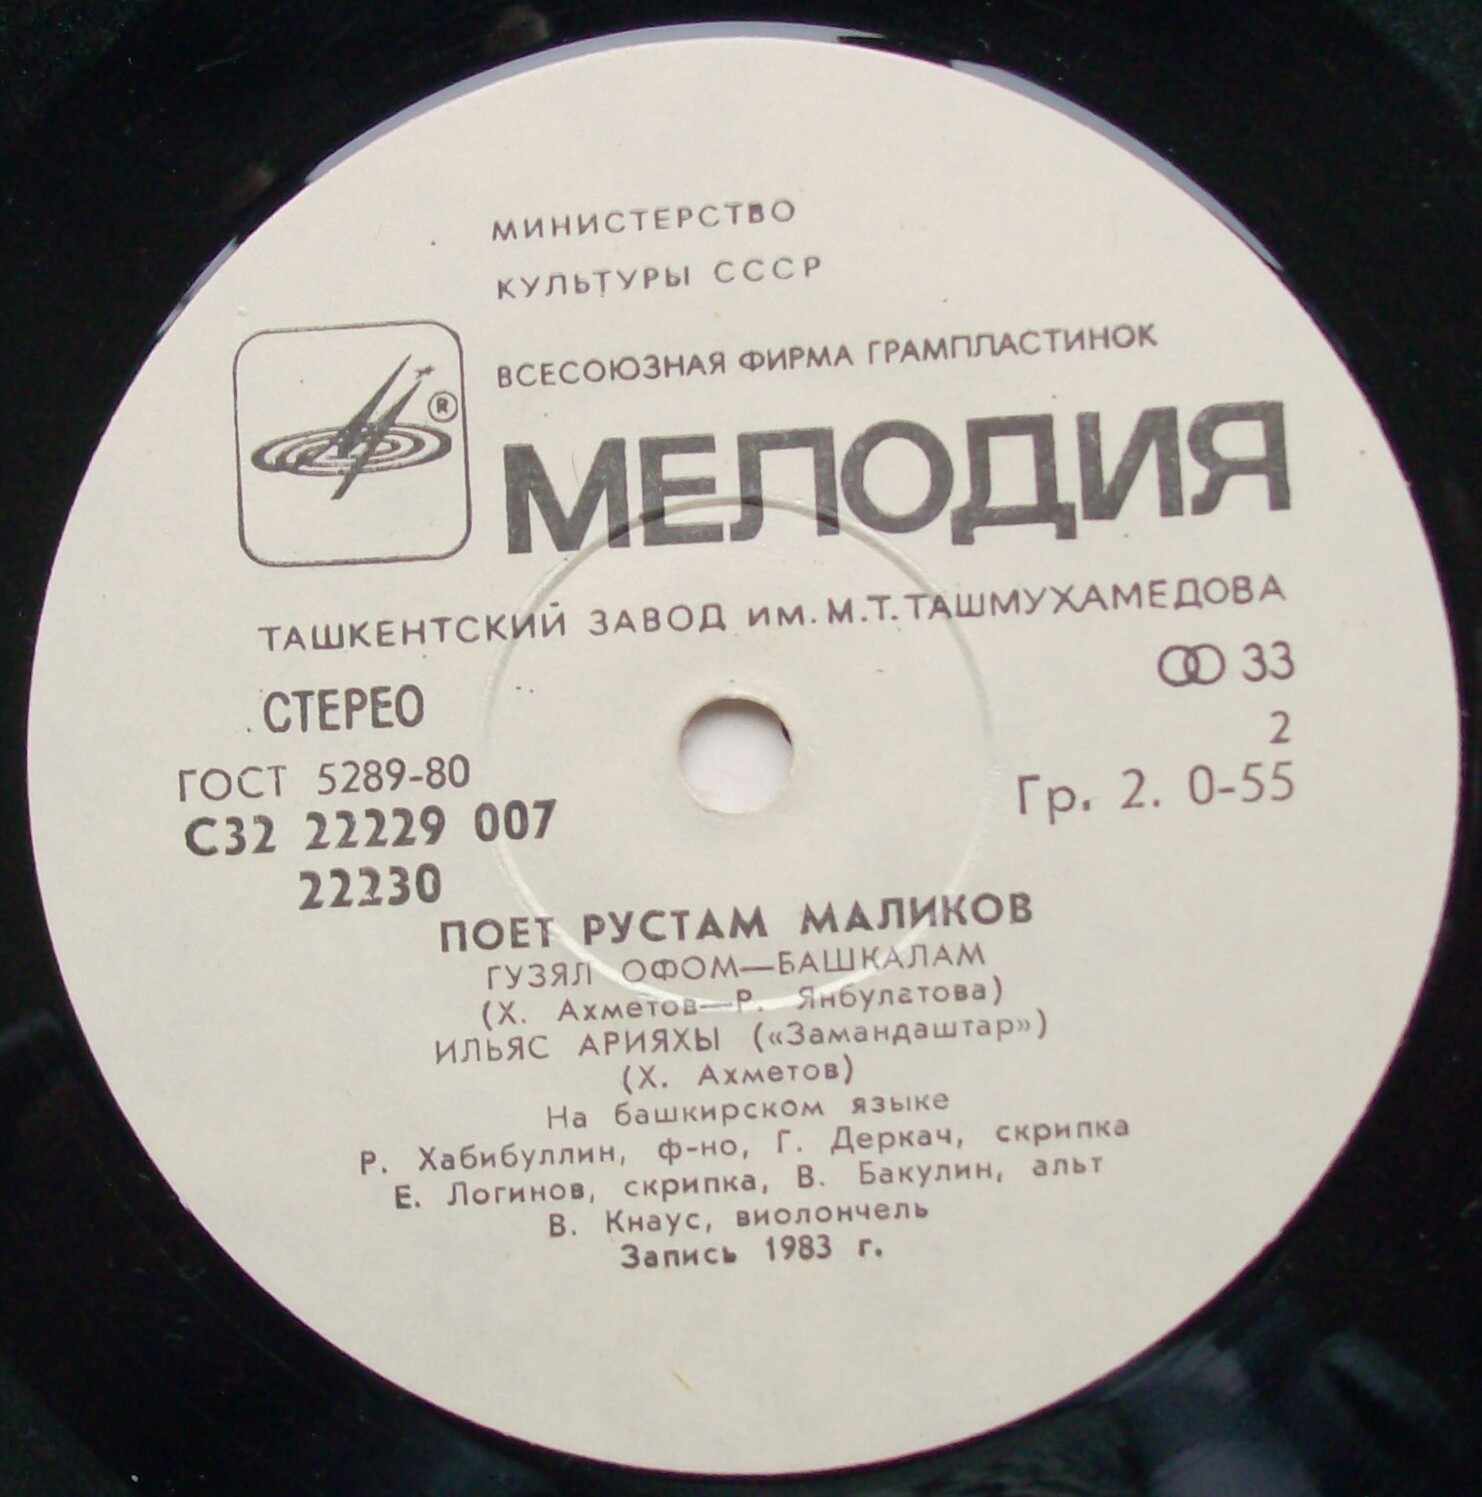 МИНИСТЕРСТВО
КУЛЬТУРЫ СССР
ВСЕСОЮЗНАЯ ФИРМА ГРАМПЛАСТИНОК
®
МЕЛОДИЯ
ТАШКЕНТСКИЙ ЗАВОД ИМ. М.Т.ТАШМУХАМЕДОВА
СТЕРЕО
33
ГОСТ 5289-80
2
С32 22229 007
Гр. 2. 0-55
22230
ПОЕТ РУСТАМ МАЛИКОВ
ГУЗЯЛ ОФОМ—БАШКАЛАМ
(Х. Ахметов—Р. Янбулатова)
ИЛЬЯС АРИЯХЫ («Замандаштар»)
(Х. Ахметов)
На башкирском языке
Р. Хабибуллин, ф-но, Г. Деркач, скрипка
Е. Логинов, скрипка, В. Бакулин, альт
В. Кнаус, виолончель
Запись 1983 г.